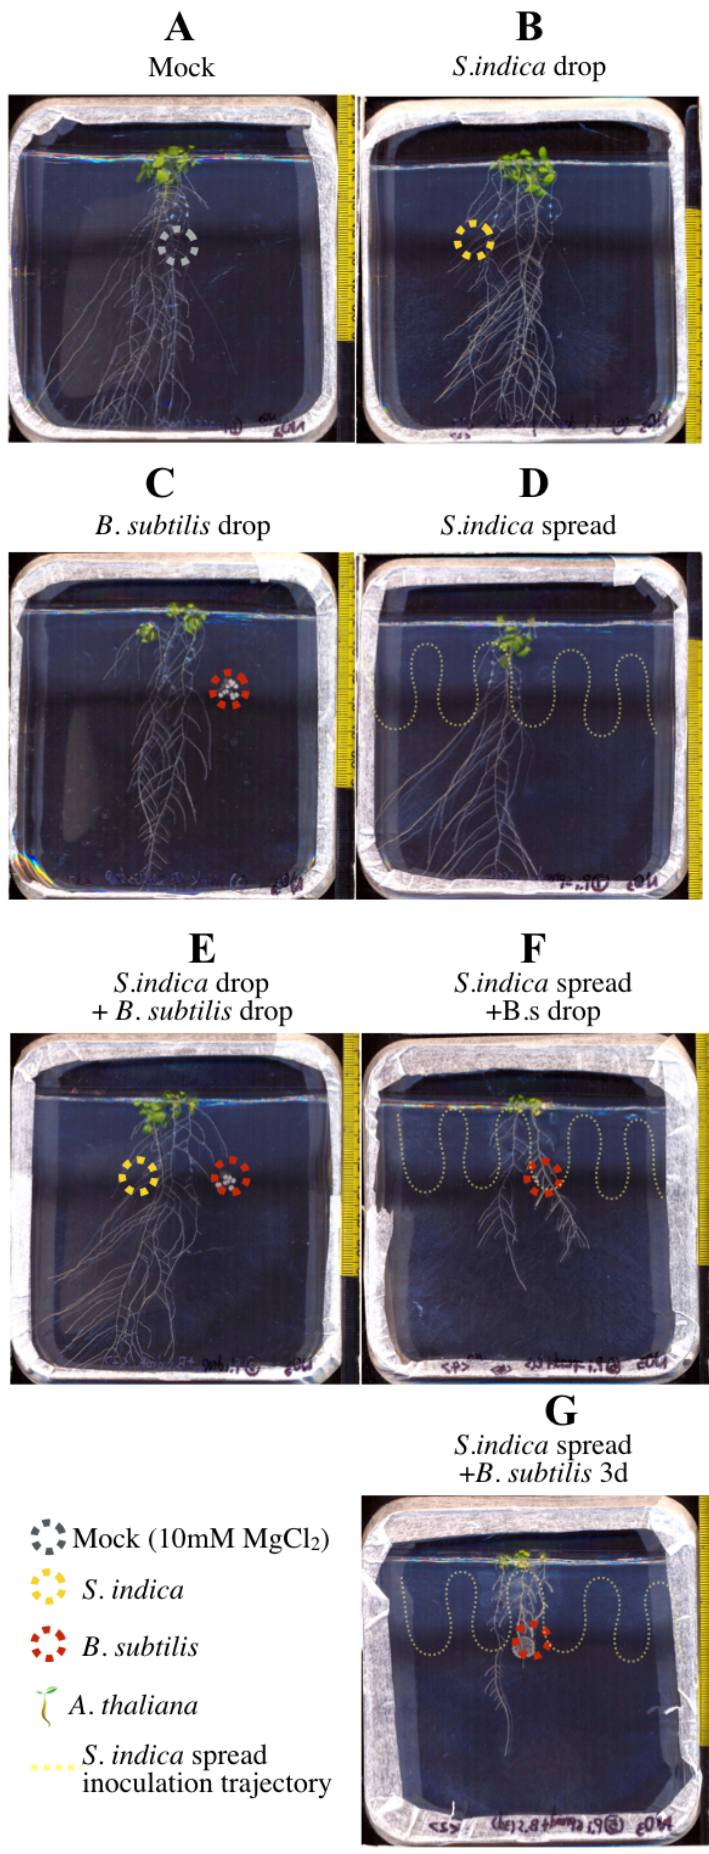 A
Mock
B
S.indica drop
C
B. subtilis drop
D
S.indica spread
E
S.indica drop
+ B. subtilis drop
F
S.indica spread
+B.s drop
G
S.indica spread
+B. subtilis 3d
Mock (10mM MgCl₂)
S. indica
B. subtilis
A. thaliana
S. indica spread
inoculation trajectory